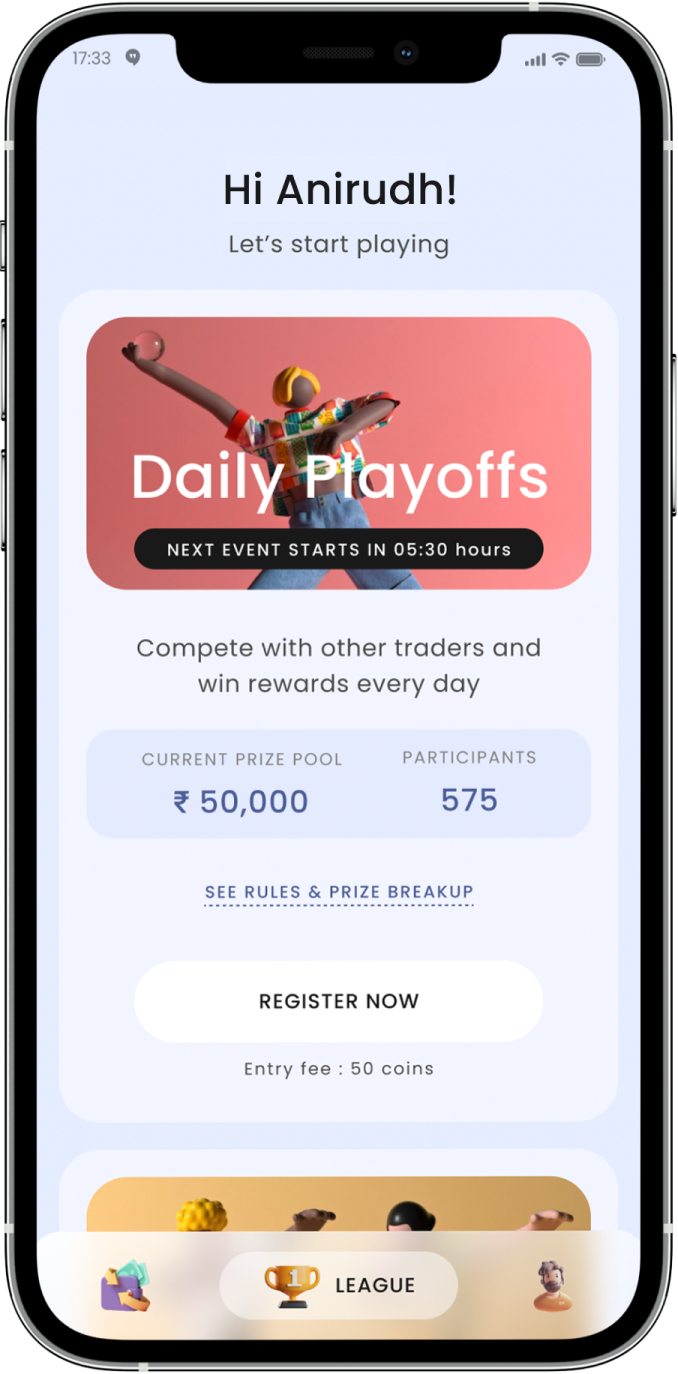 17:33
Hi Anirudh!
Let’s start playing
Daily Playoffs
NEXT EVENT STARTS IN 05:30 hours
Compete with other traders and
win rewards every day
CURRENT PRIZE POOL
₹ 50,000
PARTICIPANTS
575
SEE RULES & PRIZE BREAKUP
REGISTER NOW
Entry fee : 50 coins
1
LEAGUE